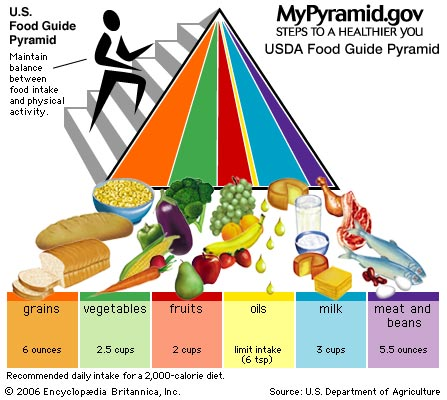 U.S.
Food Guide
Pyramid
Maintain
balance
between
food intake
and physical
activity.
MyPyramid.gov
STEPS TO A HEALTHIER YOU
USDA Food Guide Pyramid
grains
6 ounces
vegetables
2.5 cups
fruits
2 cups
oils
limit intake
(6 tsp)
milk
3 cups
meat and
beans
5.5 ounces
Recommended daily intake for a 2,000-calorie diet.
© 2006 Encyclopædia Britannica, Inc.
Source: U.S. Department of Agriculture